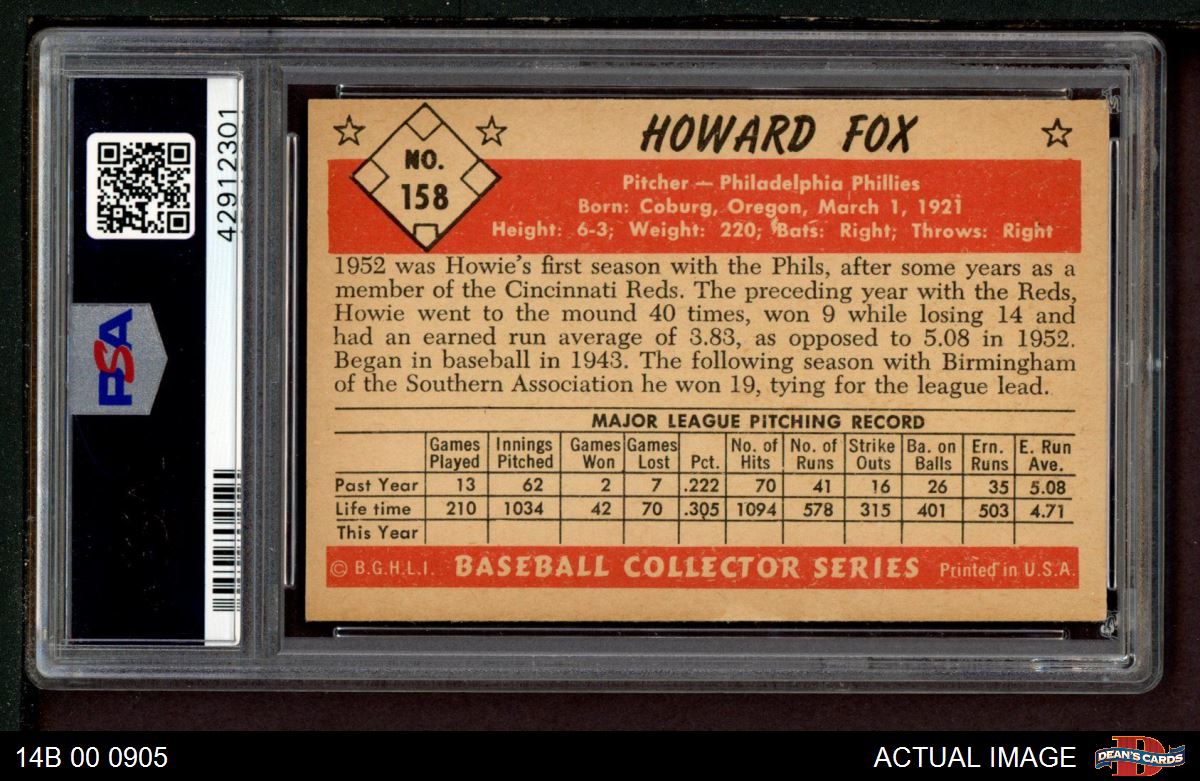 42912301
PSA
NO.
158
HOWARD FOX
Pitcher — Philadelphia Phillies
Born: Coburg, Oregon, March 1, 1921
Height: 6-3; Weight: 220; Bats: Right; Throws: Right
1952 was Howie's first season with the Phils, after some years as a
member of the Cincinnati Reds. The preceding year with the Reds,
Howie went to the mound 40 times, won 9 while losing 14 and
had an earned run average of 3.83, as opposed to 5.08 in 1952.
Began in baseball in 1943. The following season with Birmingham
of the Southern Association he won 19, tying for the league lead.
MAJOR LEAGUE PITCHING RECORD
Games Innings Games Games No. of No. of Strike Ba. on Ern. E. Run
Played Pitched Won Lost Pct. Hits Runs Outs Balls Runs Ave.
Past Year 13 62 2 7 .222 70 41 16 26 35 5.08
Life time 210 1034 42 70 .305 1094 578 315 401 503 4.71
This Year
© B.G.H.L.I. BASEBALL COLLECTOR SERIES Printed in U.S.A.
14B 00 0905
ACTUAL IMAGE
DEAN'S CARDS